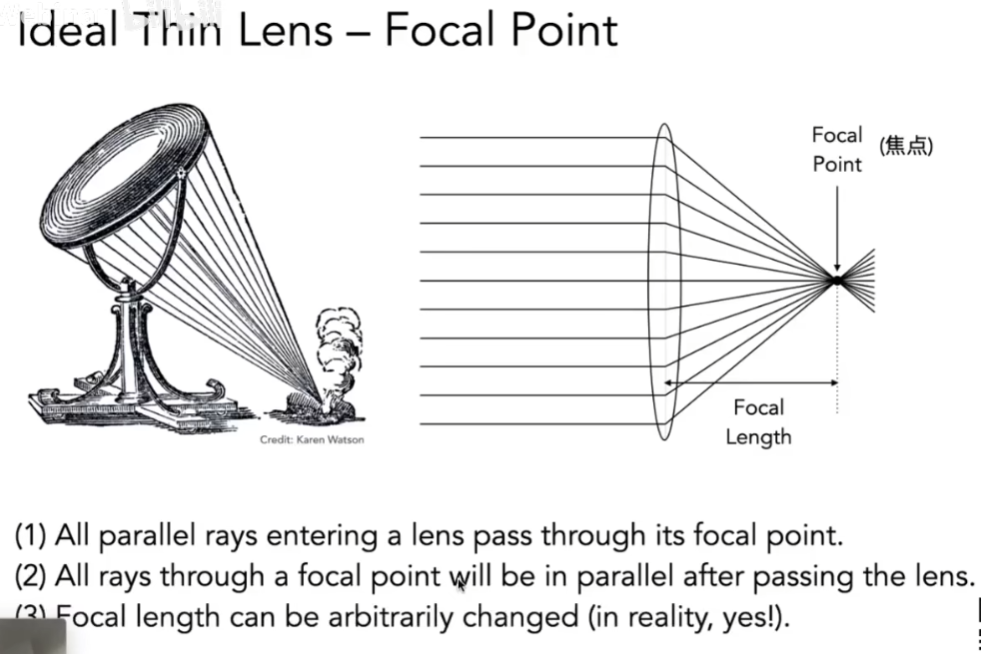 Ideal Thin Lens – Focal Point
Focal
Point
(焦点)
Focal
Length
Credit: Karen Watson
(1) All parallel rays entering a lens pass through its focal point.
(2) All rays through a focal point will be in parallel after passing the lens.
(3) Focal length can be arbitrarily changed (in reality, yes!).